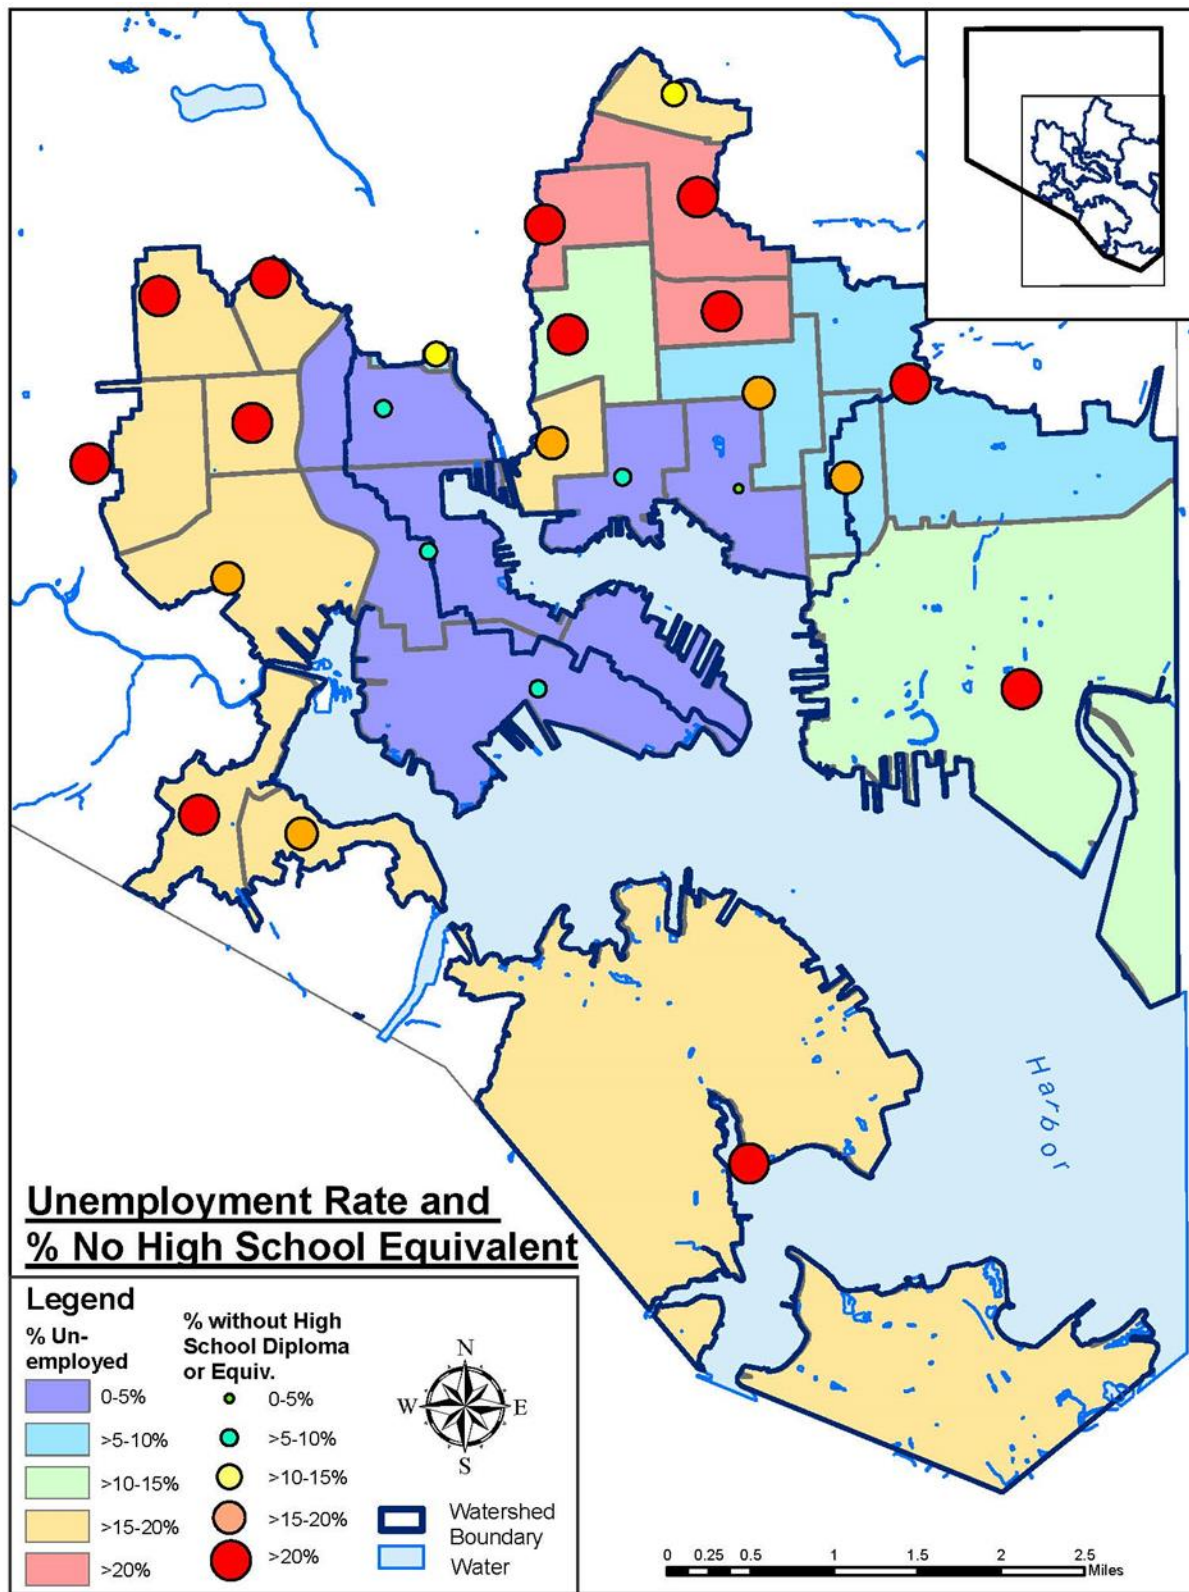 Harbor
Unemployment Rate and
% No High School Equivalent
Legend
% Un-
employed
0-5%
>5-10%
>10-15%
>15-20%
>20%
% without High
School Diploma
or Equiv.
0-5%
>5-10%
>10-15%
>15-20%
>20%
N
W E
S
Watershed
Boundary
Water
0 0.25 0.5 1 1.5 2 2.5
Miles